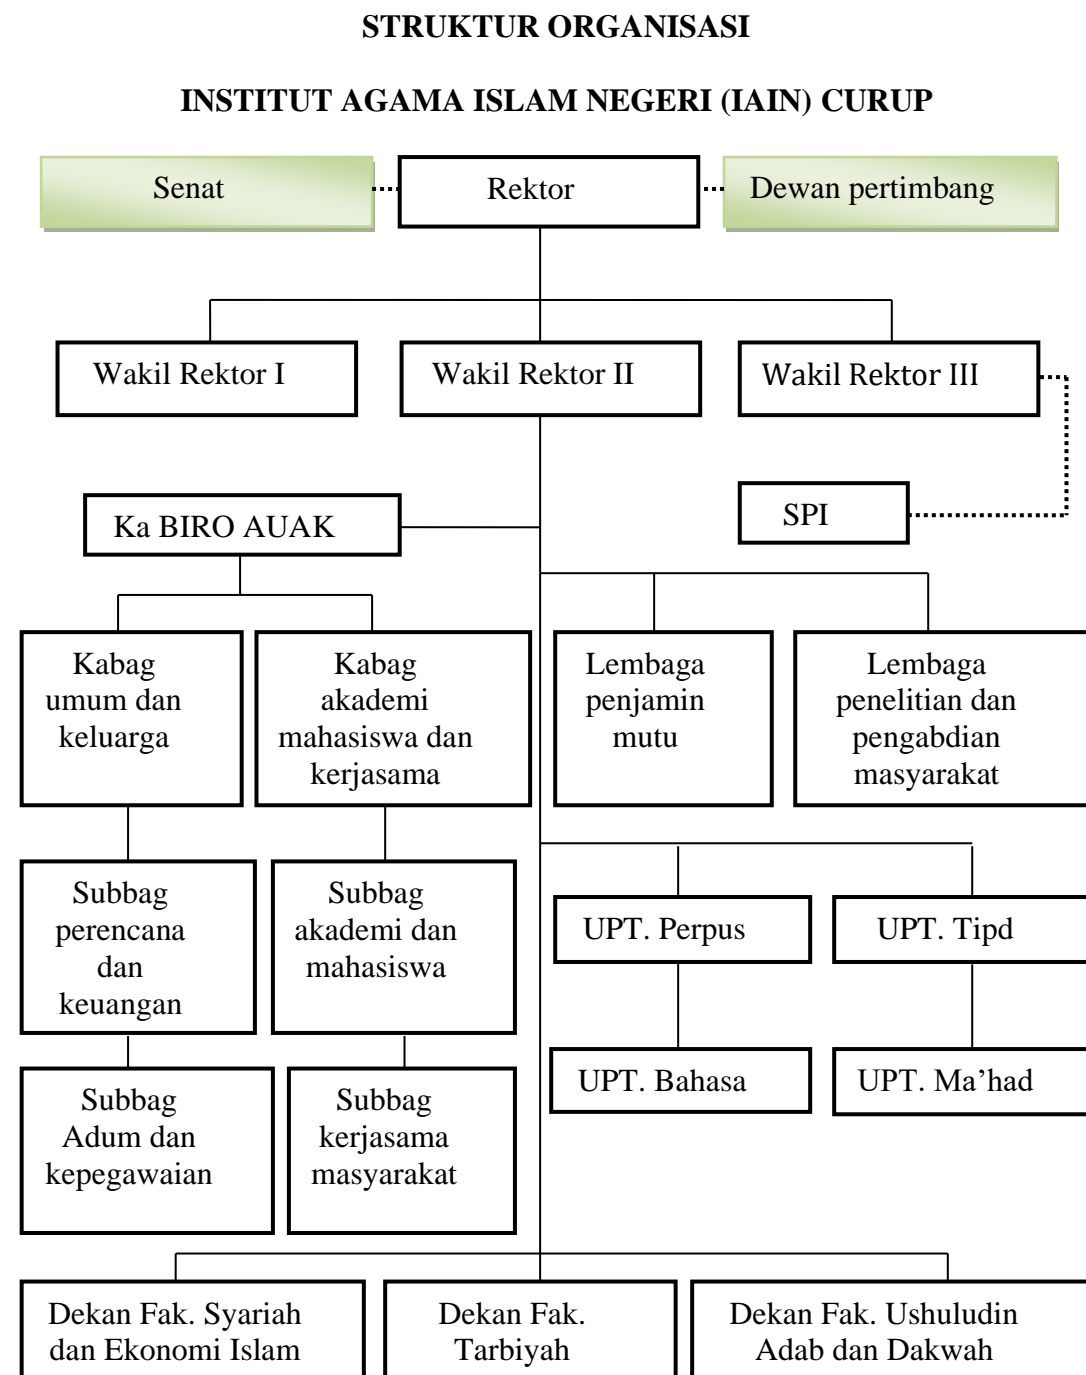 STRUKTUR ORGANISASI
INSTITUT AGAMA ISLAM NEGERI (IAIN) CURUP
Senat
Rektor
Dewan pertimbang
Wakil Rektor I
Wakil Rektor II
Wakil Rektor III
Ka BIRO AUAK
SPI
Kabag
umum dan
keluarga
Kabag
akademi
mahasiswa dan
kerjasama
Lembaga
penjamin
mutu
Lembaga
penelitian dan
pengabdian
masyarakat
Subbag
perencana
dan
keuangan
Subbag
akademi dan
mahasiswa
UPT. Perpus
UPT. Tipd
Subbag
Adum dan
kepegawaian
Subbag
kerjasama
masyarakat
UPT. Bahasa
UPT. Ma’had
Dekan Fak. Syariah
dan Ekonomi Islam
Dekan Fak.
Tarbiyah
Dekan Fak. Ushuludin
Adab dan Dakwah